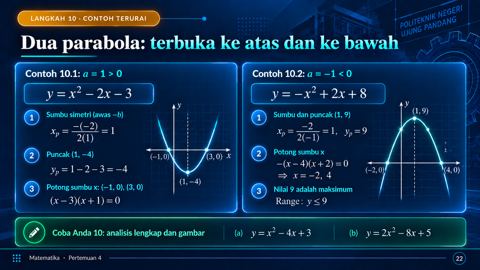 LANGKAH 10 · CONTOH TERURAI
POLITEKNIK NEGERI
UJUNG PANDANG
Dua parabola: terbuka ke atas dan ke bawah
Contoh 10.1: a = 1 > 0
y = x² − 2x − 3
1 Sumbu simetri (awas −b)
xₚ = −(−2)/2(1) = 1
2 Puncak (1, −4)
yₚ = 1 − 2 − 3 = −4
3 Potong sumbu x: (−1, 0), (3, 0)
(x − 3)(x + 1) = 0
y
(−1, 0)
(3, 0)
x
(1, −4)
Contoh 10.2: a = −1 < 0
y = −x² + 2x + 8
1 Sumbu dan puncak (1, 9)
xₚ = −2/2(−1) = 1, yₚ = 9
2 Potong sumbu x
−(x − 4)(x + 2) = 0
⇒ x = −2, 4
3 Nilai 9 adalah maksimum
Range: y ≤ 9
y
(1, 9)
(−2, 0)
(4, 0)
x
Coba Anda 10: analisis lengkap dan gambar
(a) y = x² − 4x + 3
(b) y = 2x² − 8x + 5
Matematika · Pertemuan 4
22